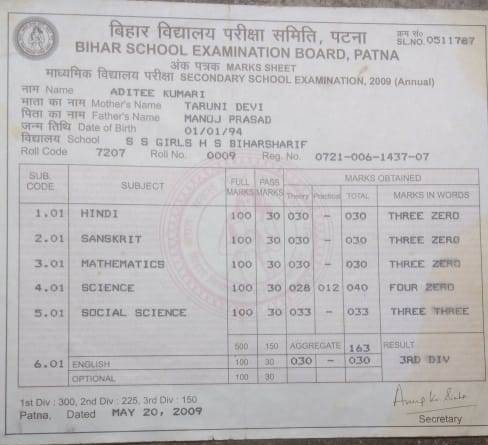 बिहार विद्यालय परीक्षा समिति, पटना
क्रम सं०
SL.NO. 0511787
BIHAR SCHOOL EXAMINATION BOARD, PATNA
अंक पत्रक MARKS SHEET
माध्यमिक विद्यालय परीक्षा SECONDARY SCHOOL EXAMINATION, 2009 (Annual)
नाम Name ADITEE KUMARI
माता का नाम Mother's Name TARUNI DEVI
पिता का नाम Father's Name MANOJ PRASAD
जन्म तिथि Date of Birth 01/01/94
विद्यालय School S S GIRLS H S BIHARSHARIF
Roll Code 7207 Roll No. 0009 Reg. No. 0721-006-1437-07
SUB. CODE SUBJECT FULL MARKS PASS MARKS MARKS OBTAINED
Theory Practical TOTAL MARKS IN WORDS
1.01 HINDI 100 30 030 - 030 THREE ZERO
2.01 SANSKRIT 100 30 030 - 030 THREE ZERO
3.01 MATHEMATICS 100 30 030 - 030 THREE ZERO
4.01 SCIENCE 100 30 028 012 040 FOUR ZERO
5.01 SOCIAL SCIENCE 100 30 033 - 033 THREE THREE
500 150 AGGREGATE 163 RESULT
6.01 ENGLISH 100 30 030 - 030 3RD DIV
OPTIONAL 100 30
1st Div : 300, 2nd Div : 225, 3rd Div : 150
Patna, Dated MAY 20, 2009
Secretary